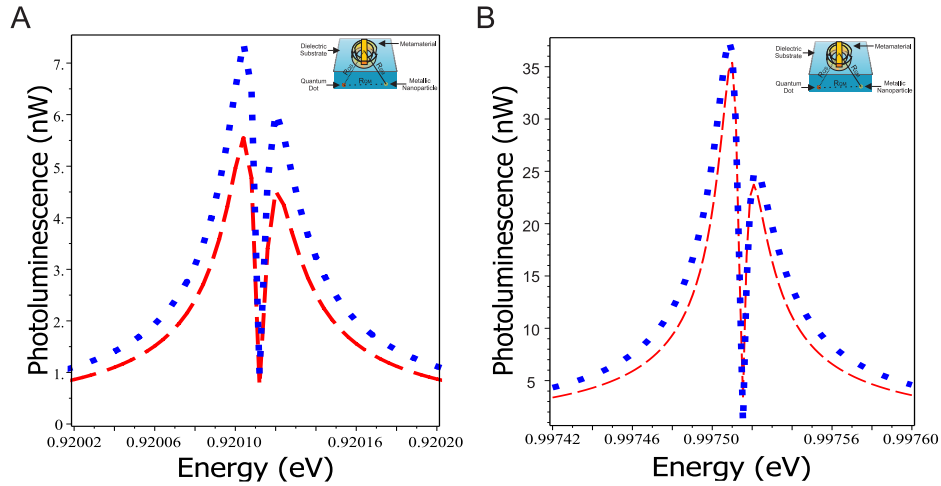 A
B
7.
6.
5.
4.
3.
2.
1.
0
Photoluminescence (nW)
0.92002
0.92006
0.92010
0.92016
0.92020
Energy (eV)
Dielectric
Substrate
Metamaterial
Quantum
Dot
Metallic
Nanoparticle
35
30
25
20
15
10
5
Photoluminescence (nW)
0.99742
0.99746
0.99750
0.99756
0.99760
Energy (eV)
Dielectric
Substrate
Metamaterial
Quantum
Dot
Metallic
Nanoparticle